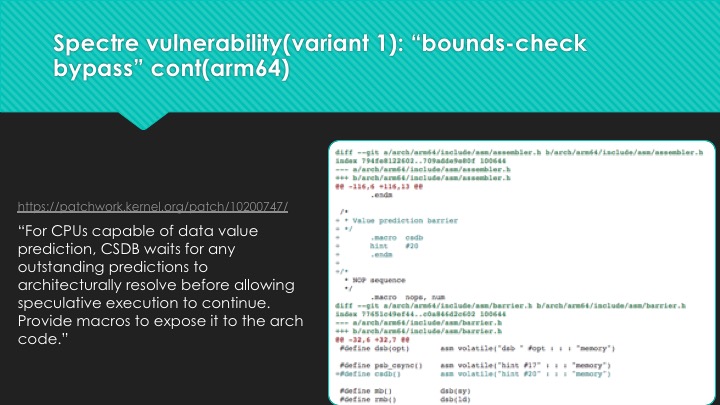 Spectre vulnerability(variant 1): “bounds-check
bypass” cont(arm64)
https://patchwork.kernel.org/patch/10200747/
“For CPUs capable of data value
prediction, CSDB waits for any
outstanding predictions to
architecturally resolve before allowing
speculative execution to continue.
Provide macros to expose it to the arch
code.”
diff --git a/arch/arm64/include/asm/assembler.h b/arch/arm64/include/asm/assembler.h
index 794fe8122602..709adde9e80f 100644
--- a/arch/arm64/include/asm/assembler.h
+++ b/arch/arm64/include/asm/assembler.h
@@ -116,6 +116,13 @@
.endm
/*
+ * Value prediction barrier
+ */
+ .macro csdb
+ hint #20
+ .endm
+
+/*
* NOP sequence
*/
.macro nops, num
diff --git a/arch/arm64/include/asm/barrier.h b/arch/arm64/include/asm/barrier.h
index 77651c49ef44..c0a846d2c602 100644
--- a/arch/arm64/include/asm/barrier.h
+++ b/arch/arm64/include/asm/barrier.h
@@ -32,6 +32,7 @@
#define dsb(opt) asm volatile("dsb " #opt : : : "memory")
#define psb_csync() asm volatile("hint #17" : : : "memory")
+#define csdb() asm volatile("hint #20" : : : "memory")
#define mb() dsb(sy)
#define rmb() dsb(ld)